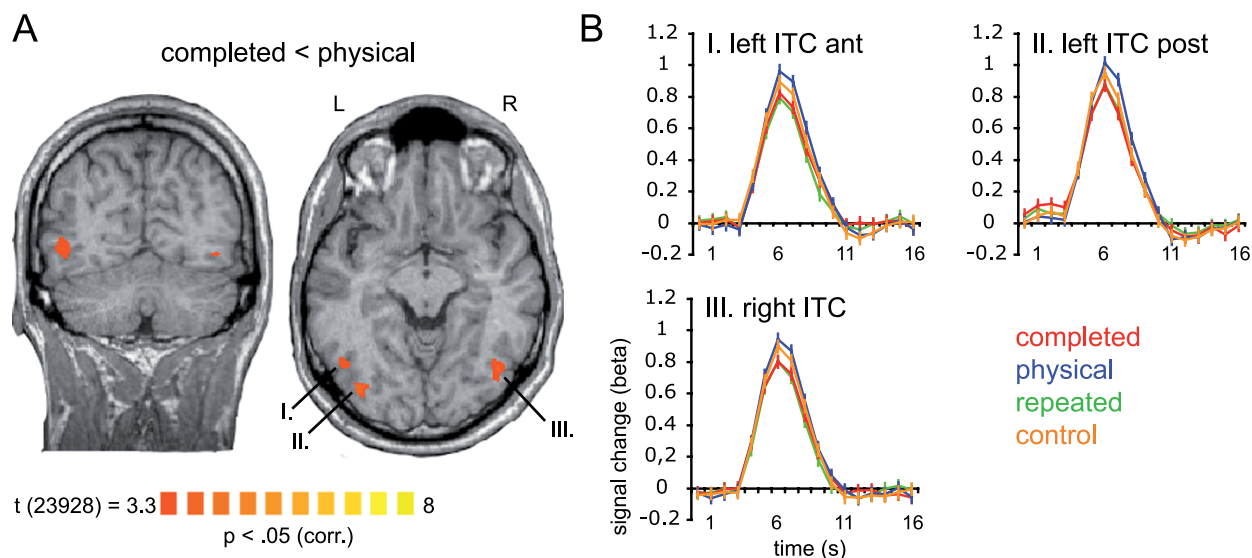 A
completed < physical
L
R
I.
II.
III.
t (23928) = 3.3
8
p < .05 (corr.)
B
I. left ITC ant
1.2
1
0.8
0.6
0.4
0.2
0
-0.2
1
6
11
16
II. left ITC post
1.2
1
0.8
0.6
0.4
0.2
0
-0.2
1
6
11
16
III. right ITC
signal change (beta)
1.2
1
0.8
0.6
0.4
0,2
0
-0.2
1
6
11
16
time (s)
completed
physical
repeated
control